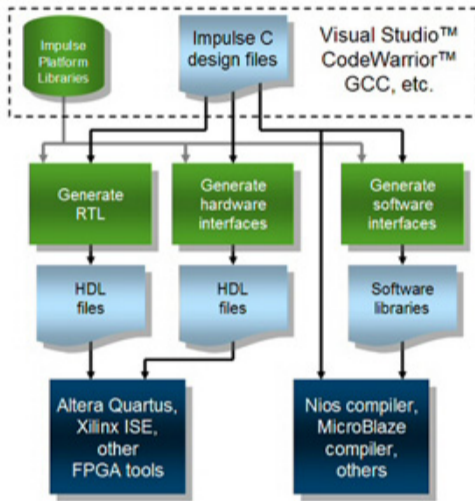 Impulse
Platform
Libraries
Impulse C
design files
Visual Studio™
CodeWarrior™
GCC, etc.
Generate
RTL
Generate
hardware
interfaces
Generate
software
interfaces
HDL
files
HDL
files
Software
libraries
Altera Quartus,
Xilinx ISE,
other
FPGA tools
Nios compiler,
MicroBlaze
compiler,
others